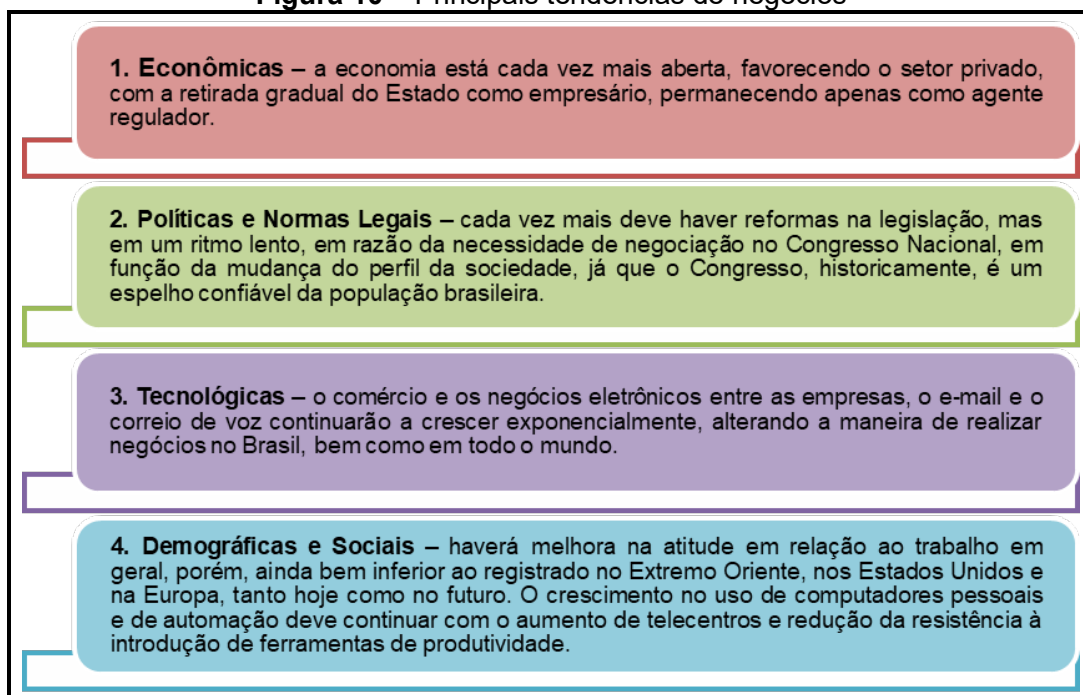 Figura 10 – Principais tendências de negócios
1. Econômicas – a economia está cada vez mais aberta, favorecendo o setor privado,
com a retirada gradual do Estado como empresário, permanecendo apenas como agente
regulador.
2. Políticas e Normas Legais – cada vez mais deve haver reformas na legislação, mas
em um ritmo lento, em razão da necessidade de negociação no Congresso Nacional, em
função da mudança do perfil da sociedade, já que o Congresso, historicamente, é um
espelho confiável da população brasileira.
3. Tecnológicas – o comércio e os negócios eletrônicos entre as empresas, o e-mail e o
correio de voz continuarão a crescer exponencialmente, alterando a maneira de realizar
negócios no Brasil, bem como em todo o mundo.
4. Demográficas e Sociais – haverá melhora na atitude em relação ao trabalho em
geral, porém, ainda bem inferior ao registrado no Extremo Oriente, nos Estados Unidos e
na Europa, tanto hoje como no futuro. O crescimento no uso de computadores pessoais
e de automação deve continuar com o aumento de telecentros e redução da resistência à
introdução de ferramentas de produtividade.